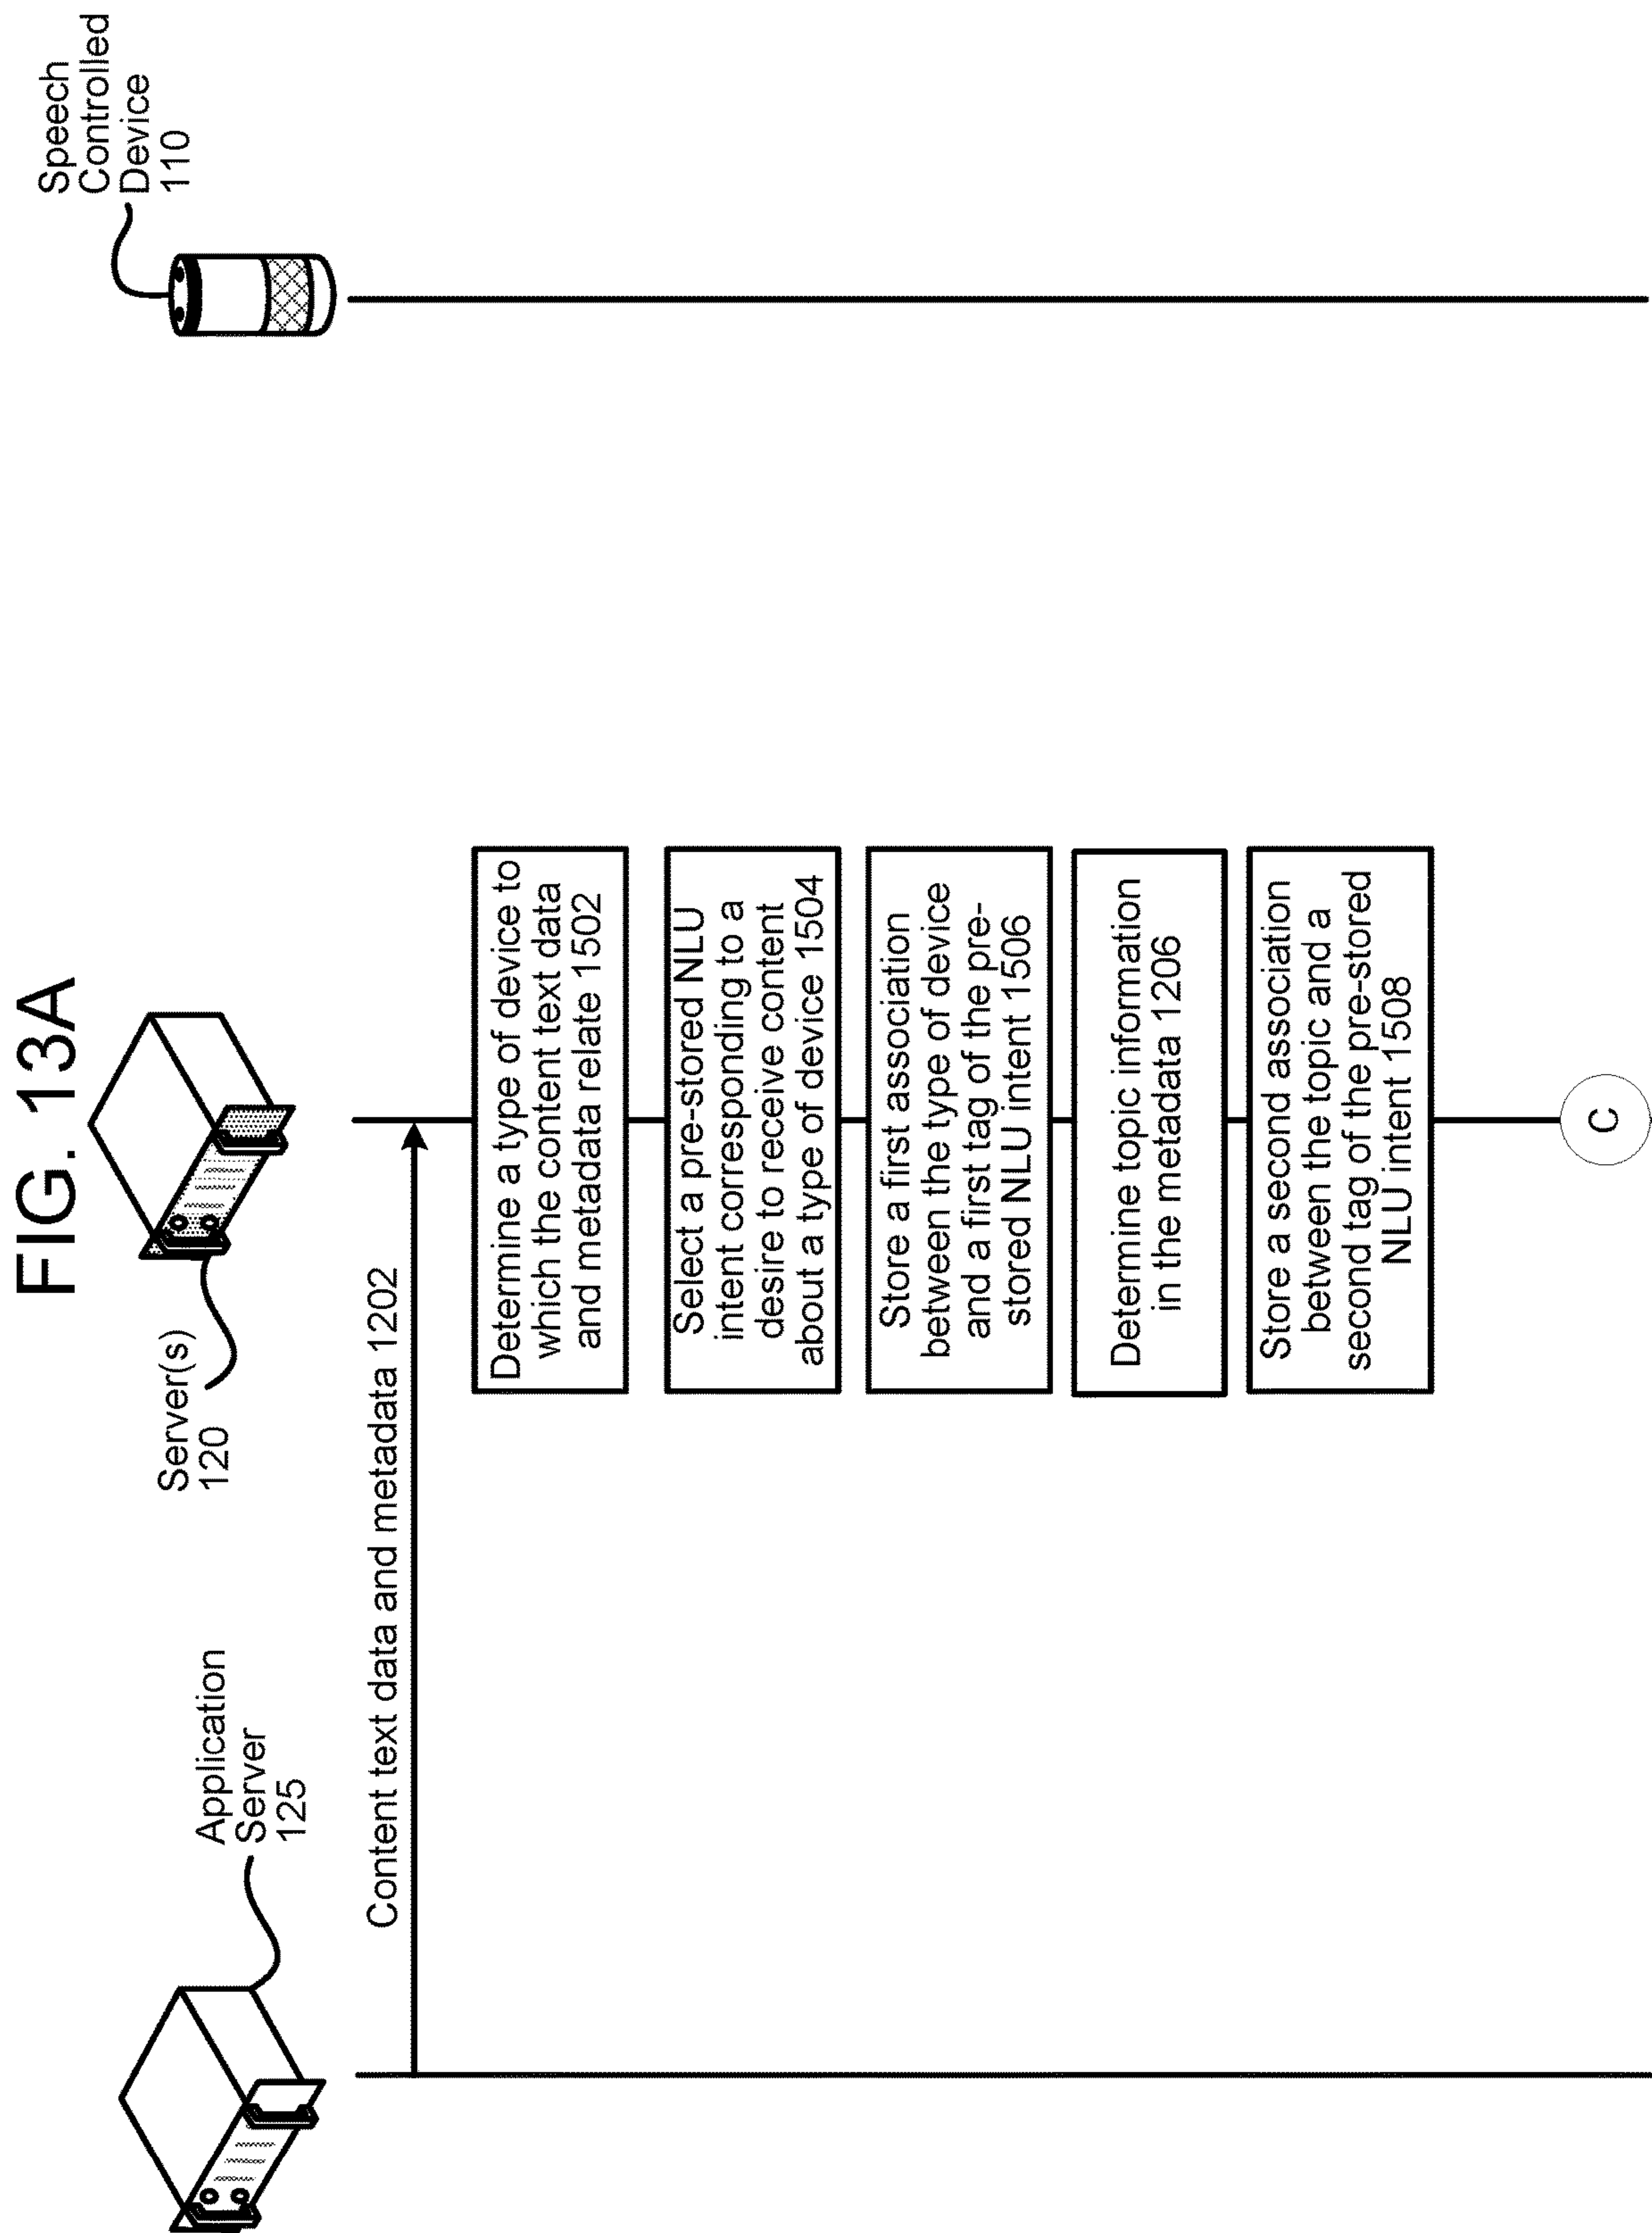 FIG. 13A
Application
Server
125
Server(s)
120
Speech
Controlled
Device
110
Content text data and metadata 1202
Determine a type of device to
which the content text data
and metadata relate 1502
Select a pre-stored NLU
intent corresponding to a
desire to receive content
about a type of device 1504
Store a first association
between the type of device
and a first tag of the pre-
stored NLU intent 1506
Determine topic information
in the metadata 1206
Store a second association
between the topic and a
second tag of the pre-stored
NLU intent 1508
C